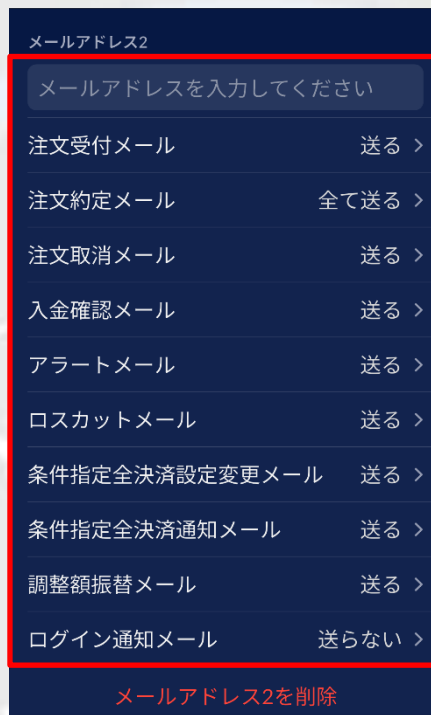 メールアドレス2
メールアドレスを入力してください
注文受付メール 送る >
注文約定メール 全て送る >
注文取消メール 送る >
入金確認メール 送る >
アラートメール 送る >
ロスカットメール 送る >
条件指定全決済設定変更メール 送る >
条件指定全決済通知メール 送る >
調整額振替メール 送る >
ログイン通知メール 送らない >
メールアドレス2を削除